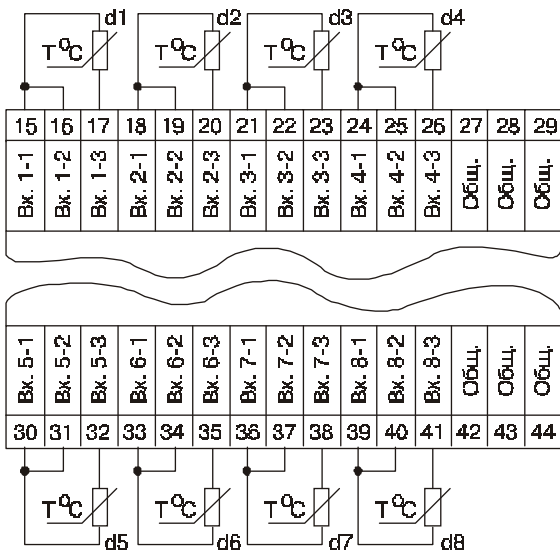 d1 d2 d3 d4
T °C T °C T °C T °C
15 16 17 18 19 20 21 22 23 24 25 26 27 28 29
Вх. 1-1 Вх. 1-2 Вх. 1-3 Вх. 2-1 Вх. 2-2 Вх. 2-3 Вх. 3-1 Вх. 3-2 Вх. 3-3 Вх. 4-1 Вх. 4-2 Вх. 4-3 Общ. Общ. Общ.
Вх. 5-1 Вх. 5-2 Вх. 5-3 Вх. 6-1 Вх. 6-2 Вх. 6-3 Вх. 7-1 Вх. 7-2 Вх. 7-3 Вх. 8-1 Вх. 8-2 Вх. 8-3 Общ. Общ. Общ.
30 31 32 33 34 35 36 37 38 39 40 41 42 43 44
T °C T °C T °C T °C
d5 d6 d7 d8